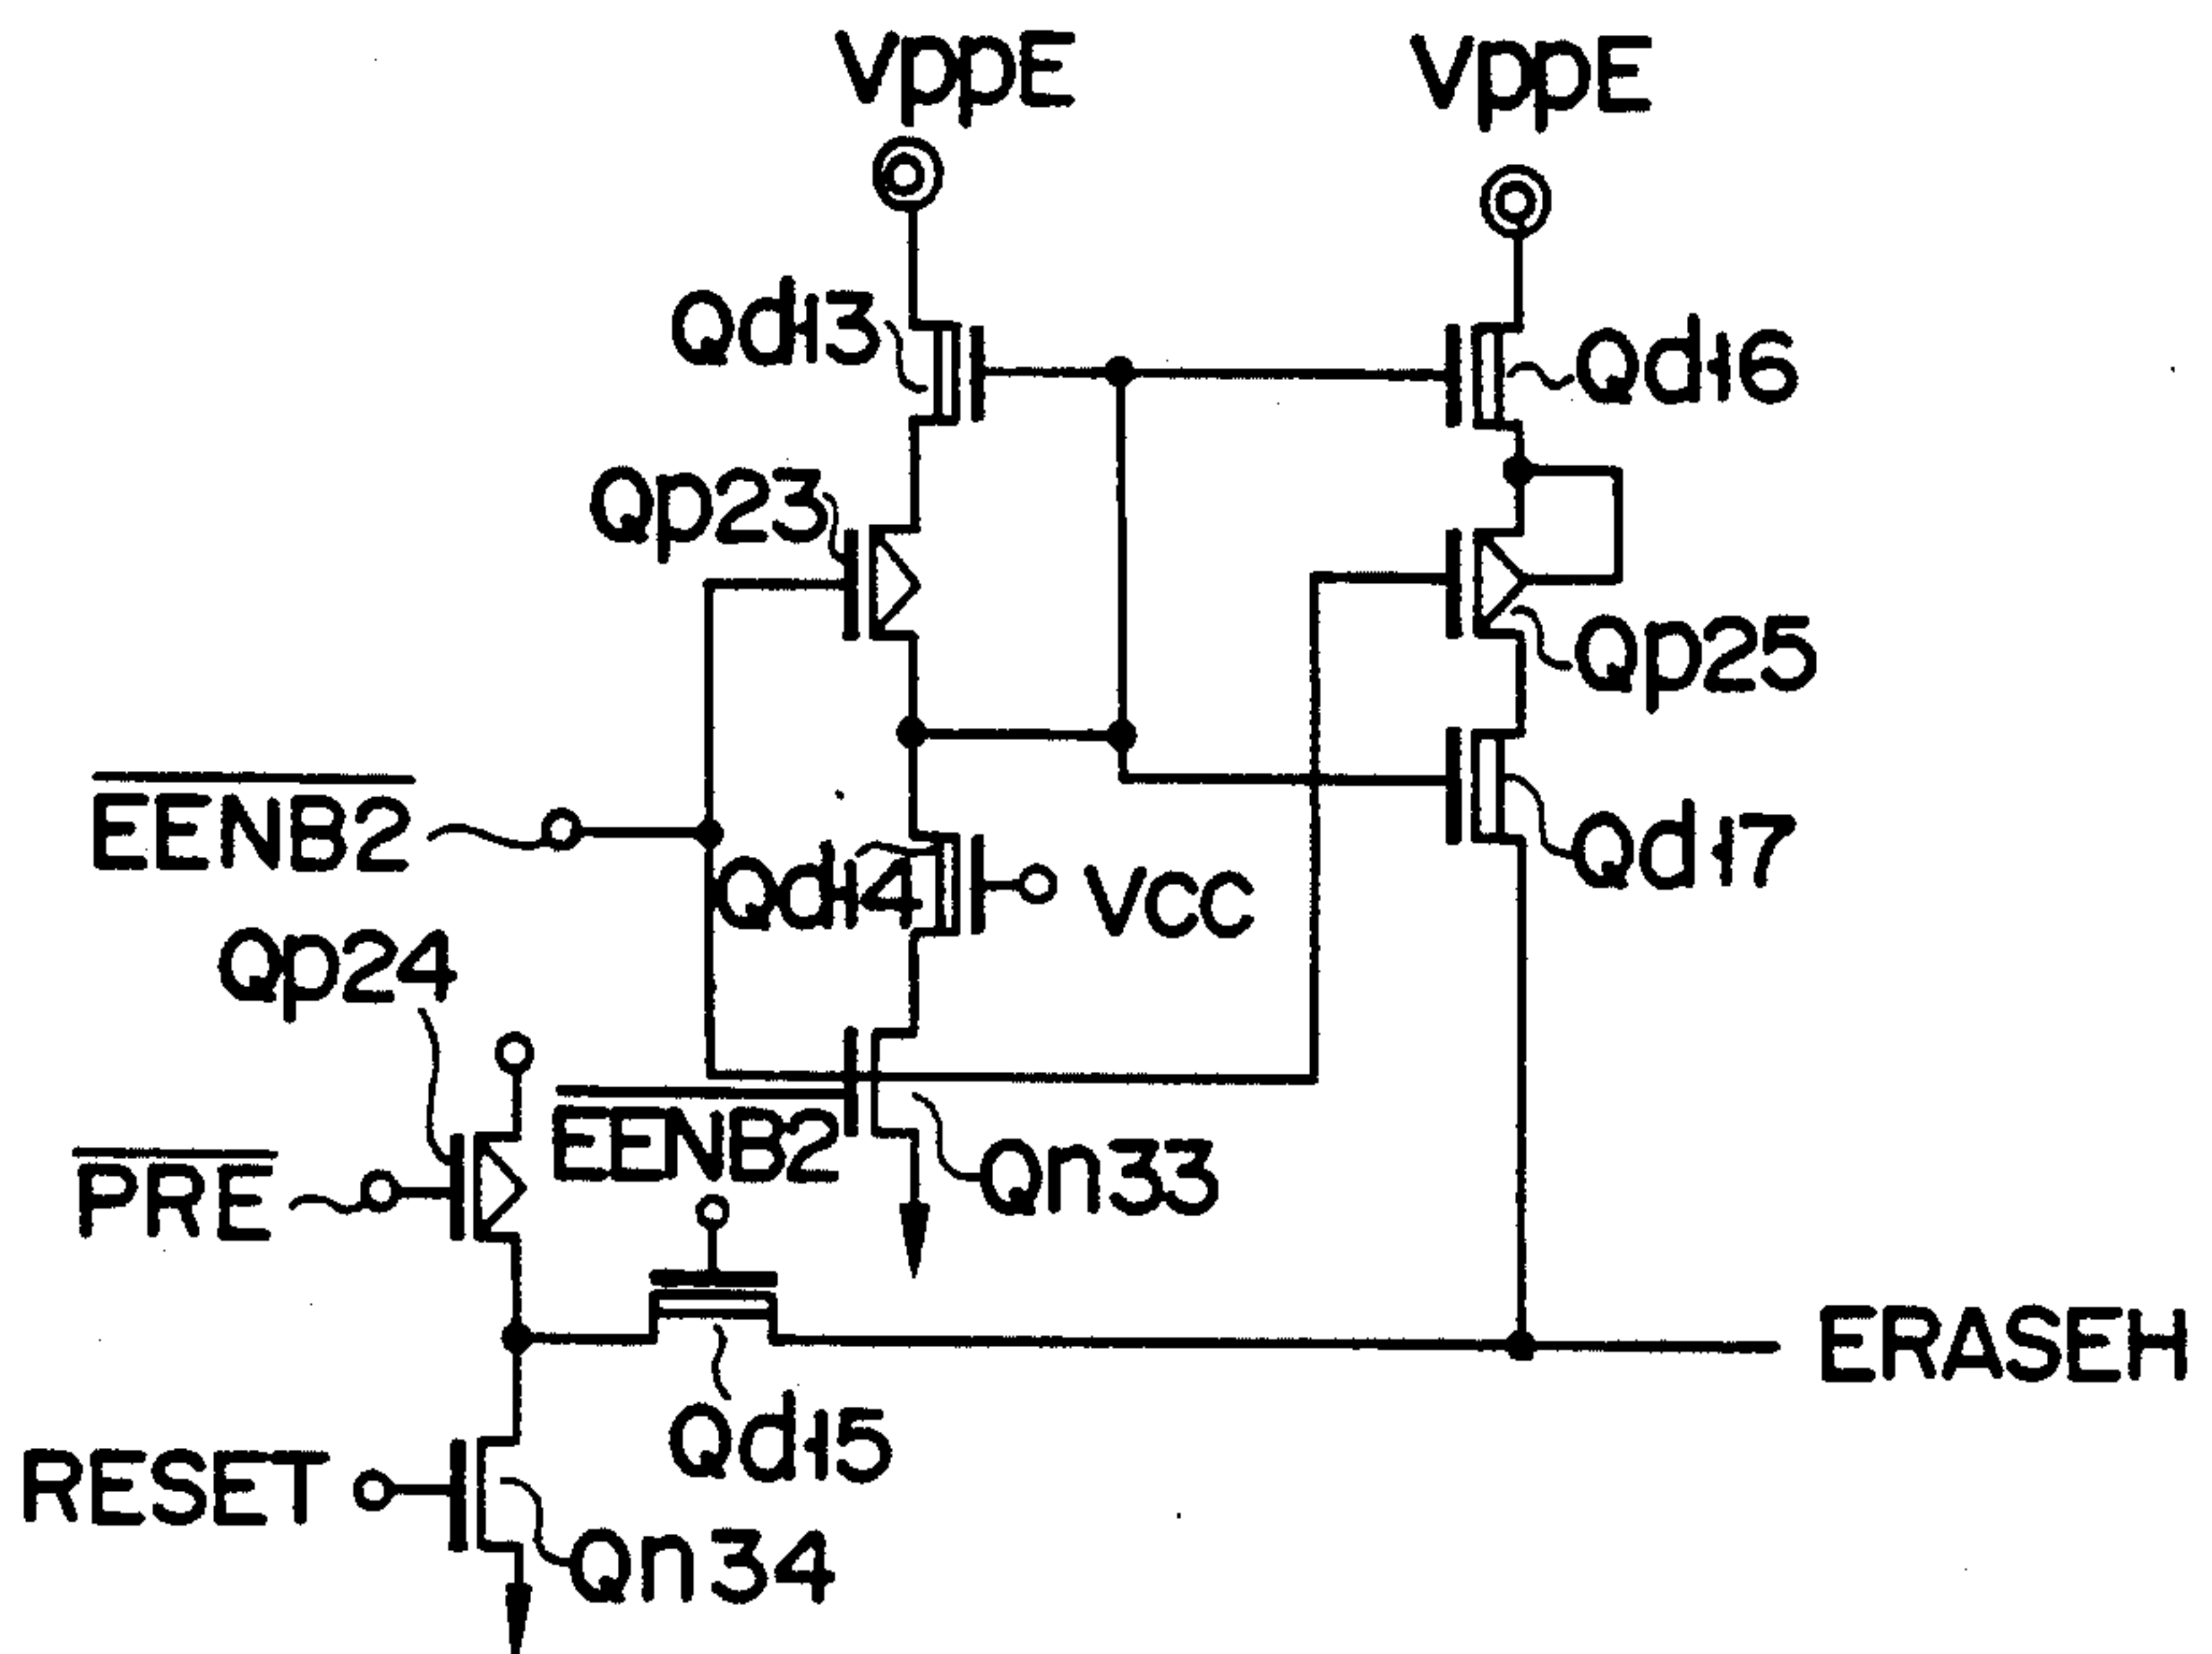 VppE VppE
Qd13
Qd16
Qp23
Qp25
EENB2
Qd14
VCC
Qd17
Qp24
EENB2
PRE
Qn33
ERASEH
Qd15
RESET
Qn34